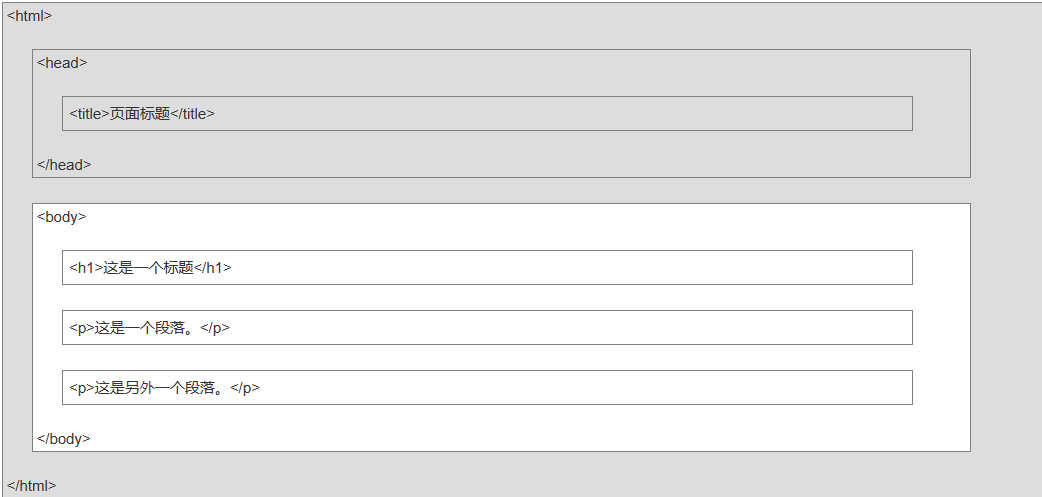 <html>
<head>
<title>页面标题</title>
</head>
<body>
<h1>这是一个标题</h1>
<p>这是一个段落。</p>
<p>这是另外一个段落。</p>
</body>
</html>